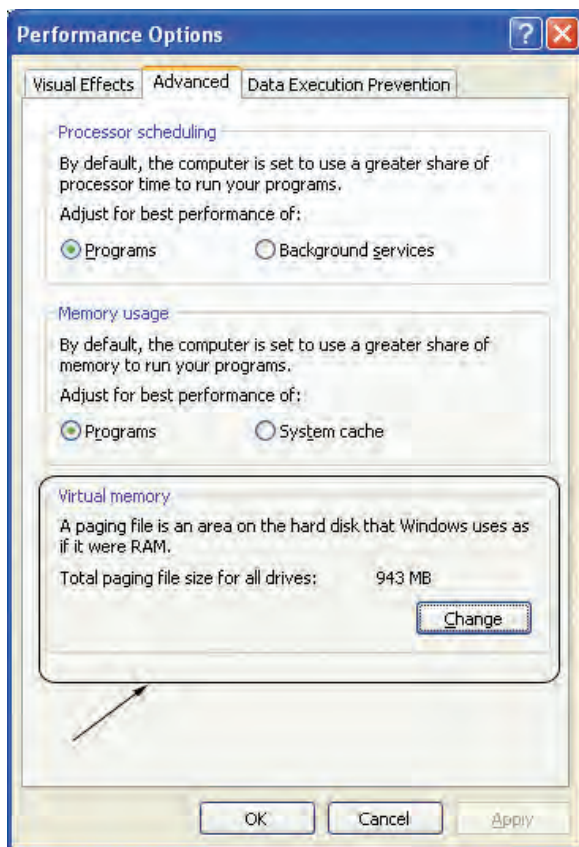 Performance Options
?
Visual Effects Advanced Data Execution Prevention
Processor scheduling
By default, the computer is set to use a greater share of
processor time to run your programs.
Adjust for best performance of:
Programs Background services
Memory usage
By default, the computer is set to use a greater share of
memory to run your programs.
Adjust for best performance of:
Programs System cache
Virtual memory
A paging file is an area on the hard disk that Windows uses as
if it were RAM.
Total paging file size for all drives: 943 MB
Change
OK Cancel Apply